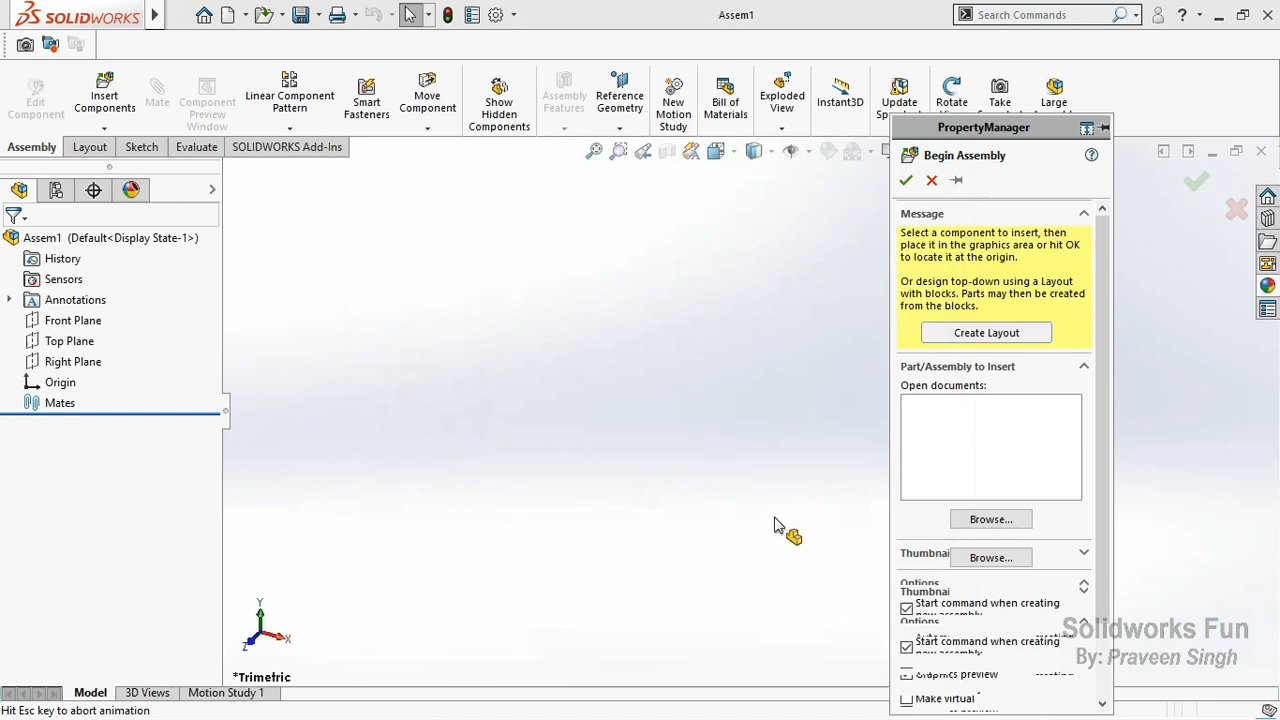 SOLIDWORKS
Assem1
Search Commands
?
Edit Component
Insert Components
Mate
Component Preview Window
Linear Component Pattern
Smart Fasteners
Move Component
Show Hidden Components
Assembly Features
Reference Geometry
New Motion Study
Bill of Materials
Exploded View
Instant3D
Update
Rotate
Take
Large
Assembly
Layout
Sketch
Evaluate
SOLIDWORKS Add-Ins
Assem1 (Default<Display State-1>)
History
Sensors
Annotations
Front Plane
Top Plane
Right Plane
Origin
Mates
PropertyManager
Begin Assembly
?
Message
Select a component to insert, then
place it in the graphics area or hit OK
to locate it at the origin.
Or design top-down using a Layout
with blocks. Parts may then be created
from the blocks.
Create Layout
Part/Assembly to Insert
Open documents:
Browse...
Thumbnai
Browse...
Options
Thumbnai
Start command when creating
new assembly
Options
Start command when creating
new assembly
Graphics preview
Make virtual
Y
X
Z
*Trimetric
Solidworks Fun
By: Praveen Singh
Model
3D Views
Motion Study 1
Hit Esc key to abort animation